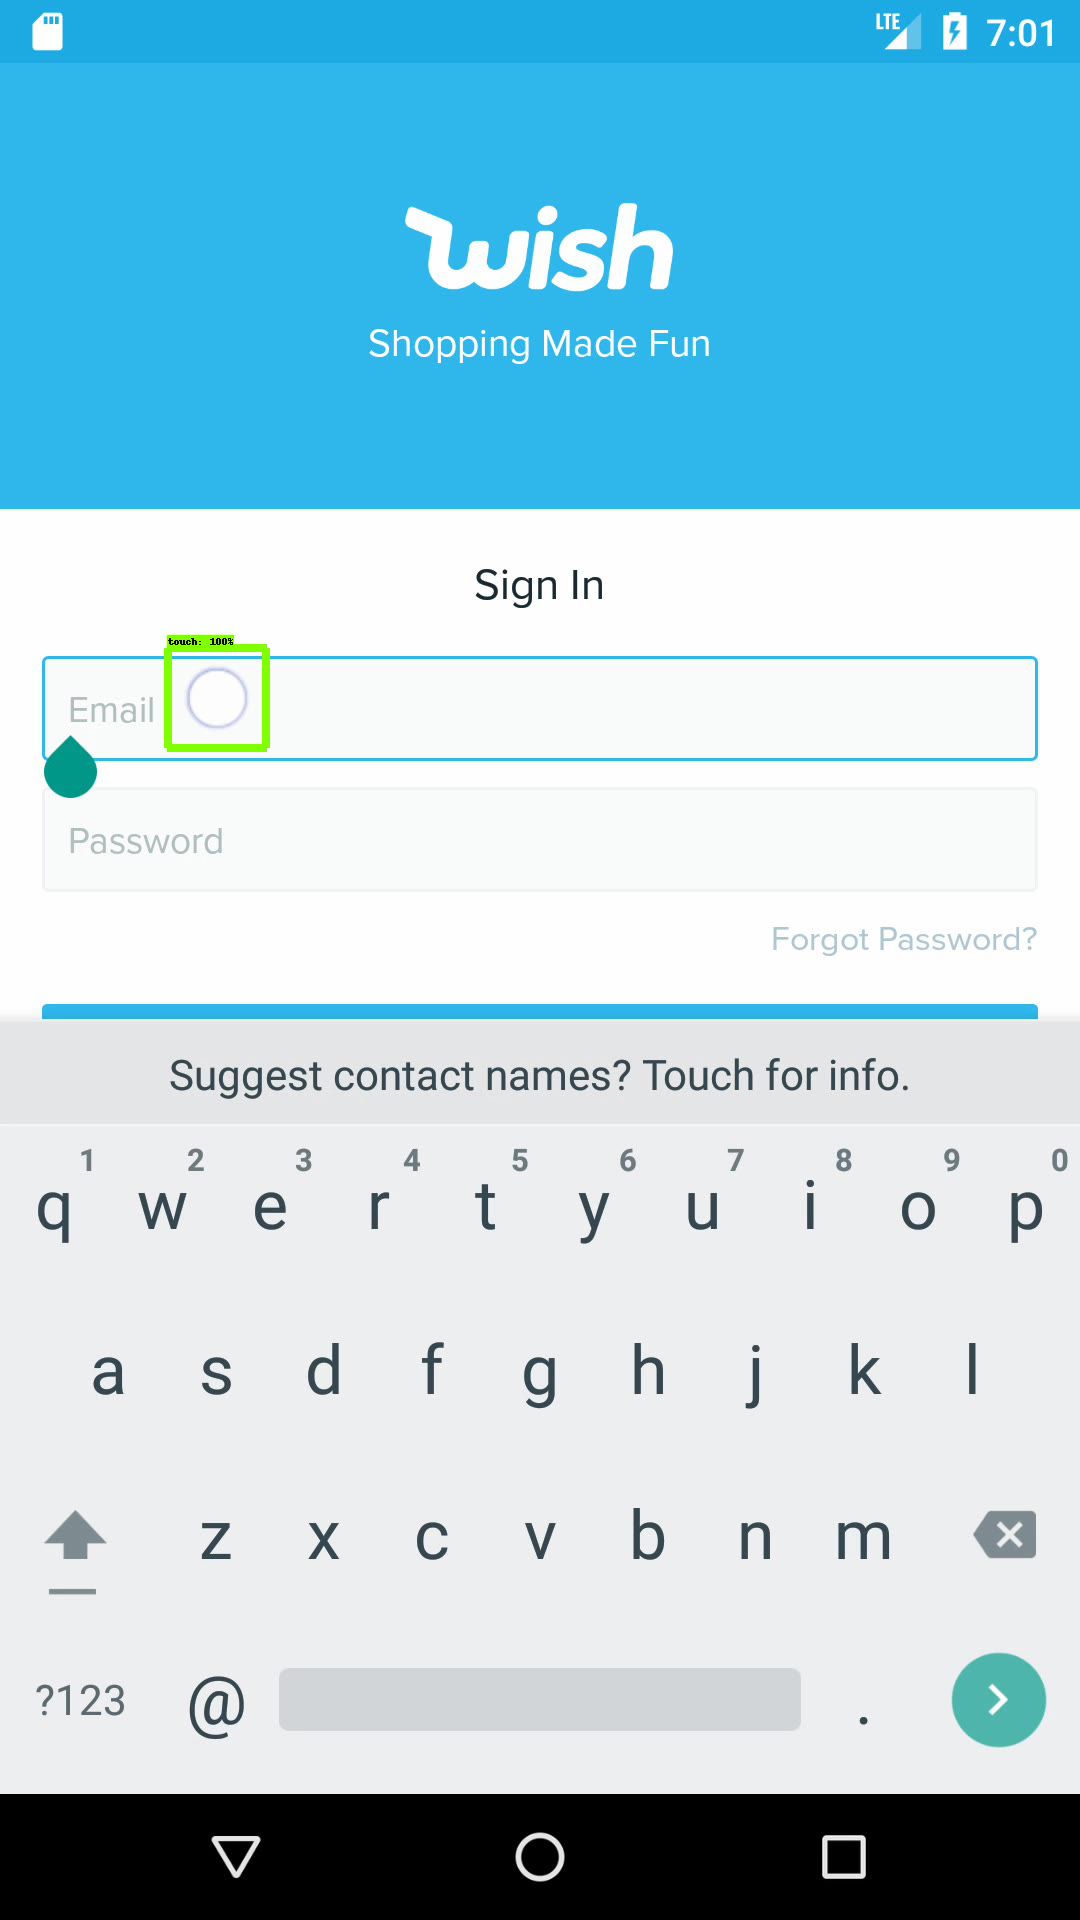 LTE 7:01
wish
Shopping Made Fun
Sign In
touch: 100%
Email
Password
Forgot Password?
Suggest contact names? Touch for info.
1 2 3 4 5 6 7 8 9 0
q w e r t y u i o p
a s d f g h j k l
z x c v b n m
?123 @ .